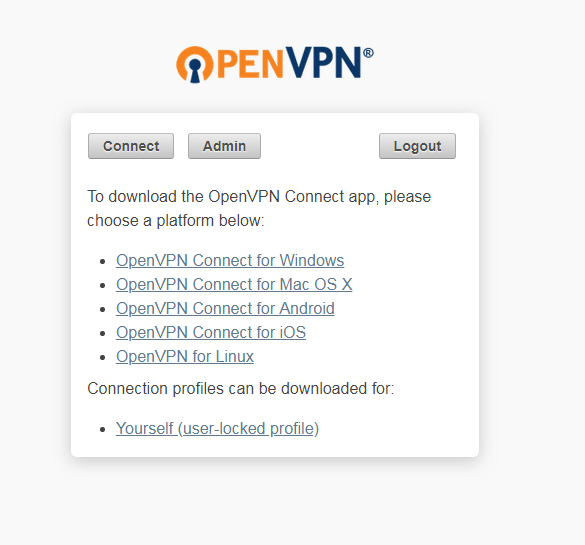 OPENVPN®
Connect Admin Logout
To download the OpenVPN Connect app, please
choose a platform below:
OpenVPN Connect for Windows
OpenVPN Connect for Mac OS X
OpenVPN Connect for Android
OpenVPN Connect for iOS
OpenVPN for Linux
Connection profiles can be downloaded for:
Yourself (user-locked profile)